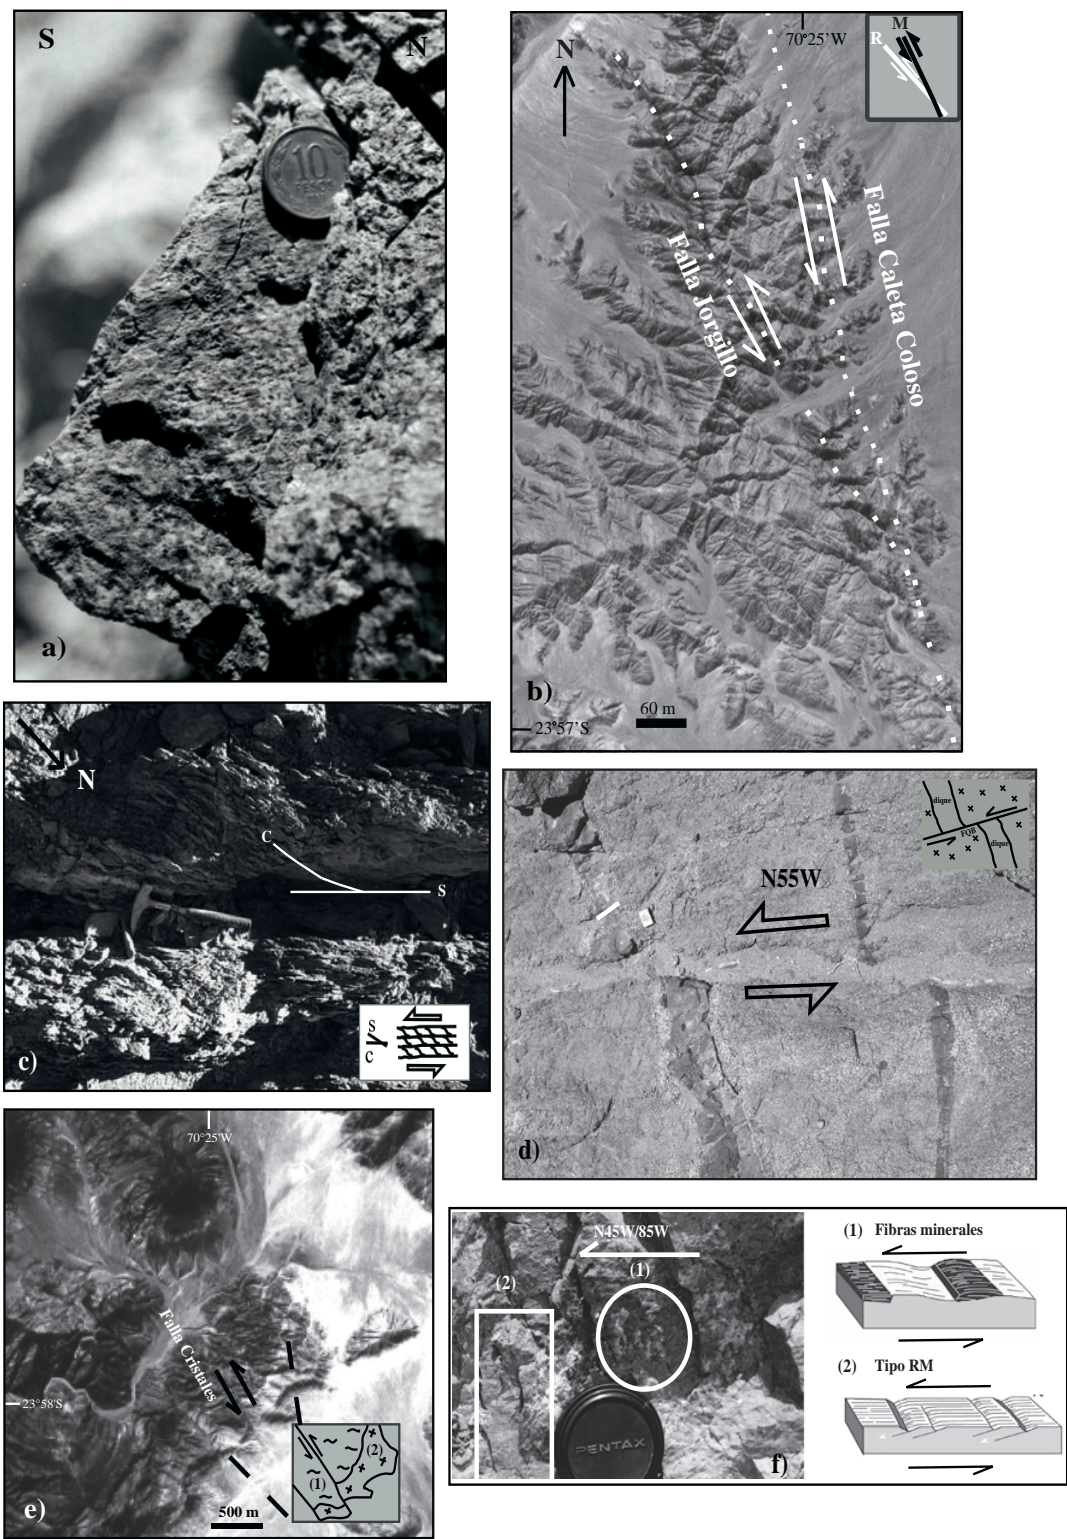 S
N
10
PESOS
a)
N
70°25'W
M
R
Falla Caleta Coloso
Falla Jorgillo
b)
60 m
23°57'S
N
C
S
c)
S
C
dique
FQB
dique
N55W
d)
70°25'W
Falla Cristales
23°58'S
(2)
(1)
e)
500 m
N45W/85W
(2)
(1)
PENTAX
f)
(1) Fibras minerales
(2) Tipo RM